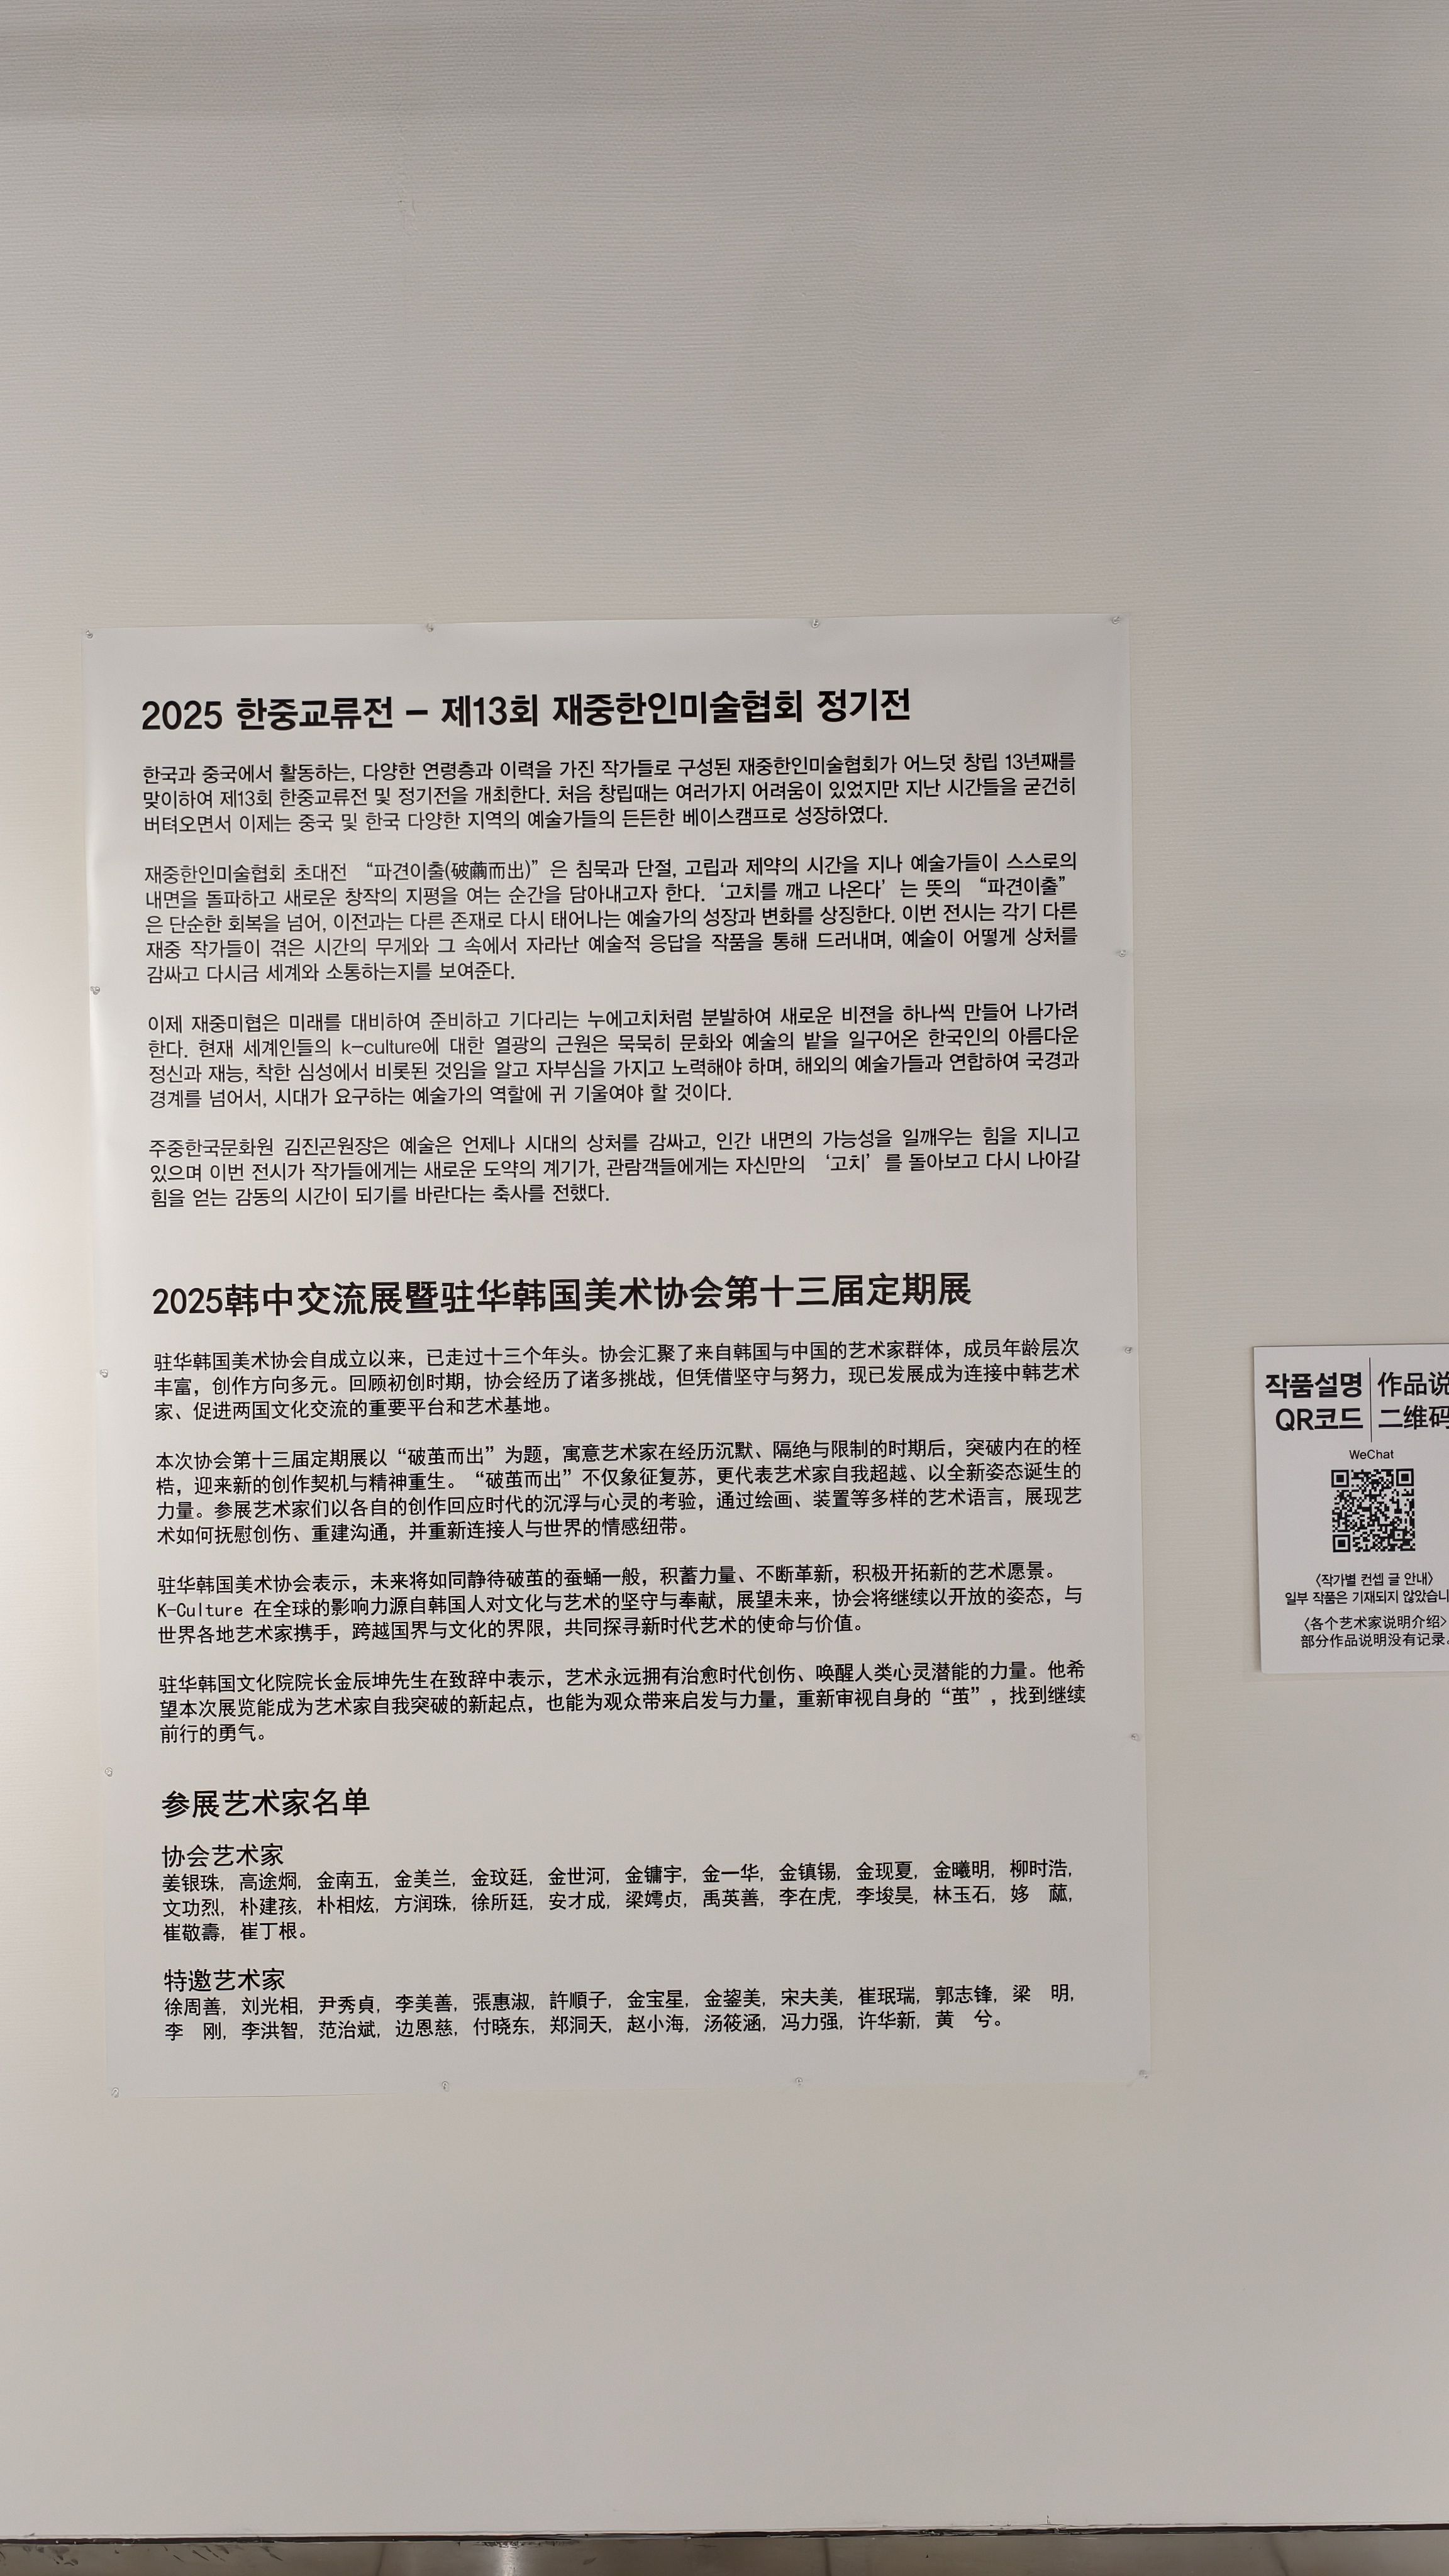 2025 한중교류전 – 제13회 재중한인미술협회 정기전
한국과 중국에서 활동하는, 다양한 연령층과 이력을 가진 작가들로 구성된 재중한인미술협회가 어느덧 창립 13년째를
맞이하여 제13회 한중교류전 및 정기전을 개최한다. 처음 창립때는 여러가지 어려움이 있었지만 지난 시간들을 굳건히
버텨오면서 이제는 중국 및 한국 다양한 지역의 예술가들의 든든한 베이스캠프로 성장하였다.
재중한인미술협회 초대전 “파견이출(破繭而出)”은 침묵과 단절, 고립과 제약의 시간을 지나 예술가들이 스스로의
내면을 돌파하고 새로운 창작의 지평을 여는 순간을 담아내고자 한다. ‘고치를 깨고 나온다’는 뜻의 “파견이출”
은 단순한 회복을 넘어, 이전과는 다른 존재로 다시 태어나는 예술가의 성장과 변화를 상징한다. 이번 전시는 각기 다른
재중 작가들이 겪은 시간의 무게와 그 속에서 자라난 예술적 응답을 작품을 통해 드러내며, 예술이 어떻게 상처를
감싸고 다시금 세계와 소통하는지를 보여준다.
이제 재중미협은 미래를 대비하여 준비하고 기다리는 누에고치처럼 분발하여 새로운 비젼을 하나씩 만들어 나가려
한다. 현재 세계인들의 k-culture에 대한 열광의 근원은 묵묵히 문화와 예술의 밭을 일구어온 한국인의 아름다운
정신과 재능, 착한 심성에서 비롯된 것임을 알고 자부심을 가지고 노력해야 하며, 해외의 예술가들과 연합하여 국경과
경계를 넘어서, 시대가 요구하는 예술가의 역할에 귀 기울여야 할 것이다.
주중한국문화원 김진곤원장은 예술은 언제나 시대의 상처를 감싸고, 인간 내면의 가능성을 일깨우는 힘을 지니고
있으며 이번 전시가 작가들에게는 새로운 도약의 계기가, 관람객들에게는 자신만의 ‘고치’를 돌아보고 다시 나아갈
힘을 얻는 감동의 시간이 되기를 바란다는 축사를 전했다.
2025韩中交流展暨驻华韩国美术协会第十三届定期展
驻华韩国美术协会自成立以来，已走过十三个年头。协会汇聚了来自韩国与中国的艺术家群体，成员年龄层次
丰富，创作方向多元。回顾初创时期，协会经历了诸多挑战，但凭借坚守与努力，现已发展成为连接中韩艺术
家、促进两国文化交流的重要平台和艺术基地。
本次协会第十三届定期展以“破茧而出”为题，寓意艺术家在经历沉默、隔绝与限制的时期后，突破内在的桎
梏，迎来新的创作契机与精神重生。“破茧而出”不仅象征复苏，更代表艺术家自我超越、以全新姿态诞生的
力量。参展艺术家们以各自的创作回应时代的沉浮与心灵的考验，通过绘画、装置等多样的艺术语言，展现艺
术如何抚慰创伤、重建沟通，并重新连接人与世界的情感纽带。
驻华韩国美术协会表示，未来将如同静待破茧的蚕蛹一般，积蓄力量、不断革新，积极开拓新的艺术愿景。
K-Culture 在全球的影响力源自韩国人对文化与艺术的坚守与奉献，展望未来，协会将继续以开放的姿态，与
世界各地艺术家携手，跨越国界与文化的界限，共同探寻新时代艺术的使命与价值。
驻华韩国文化院院长金辰坤先生在致辞中表示，艺术永远拥有治愈时代创伤、唤醒人类心灵潜能的力量。他希
望本次展览能成为艺术家自我突破的新起点，也能为观众带来启发与力量，重新审视自身的“茧”，找到继续
前行的勇气。
参展艺术家名单
协会艺术家
姜银珠，高途炯，金南五，金美兰，金玟廷，金世河，金镛宇，金一华，金镇锡，金现夏，金曦明，柳时浩，
文功烈，朴建孩，朴相炫，方润珠，徐所廷，安才成，梁嫮贞，禹英善，李在虎，李埈昊，林玉石，
崔敬壽，崔丁根。
特邀艺术家
徐周善，刘光相，尹秀貞，李美善，張惠淑，許順子，金宝星，金鋆美，宋夫美，崔珉瑞，郭志锋，梁　明，
李　刚，李洪智，范治斌，边恩慈，付晓东，郑洞天，赵小海，汤筱涵，冯力强，许华新，黄　兮。
작품설명 作品说
QR코드 二维码
WeChat
〈작가별 컨셉 글 안내〉
일부 작품은 기재되지 않았습니
〈各个艺术家说明介绍〉
部分作品说明没有记录。